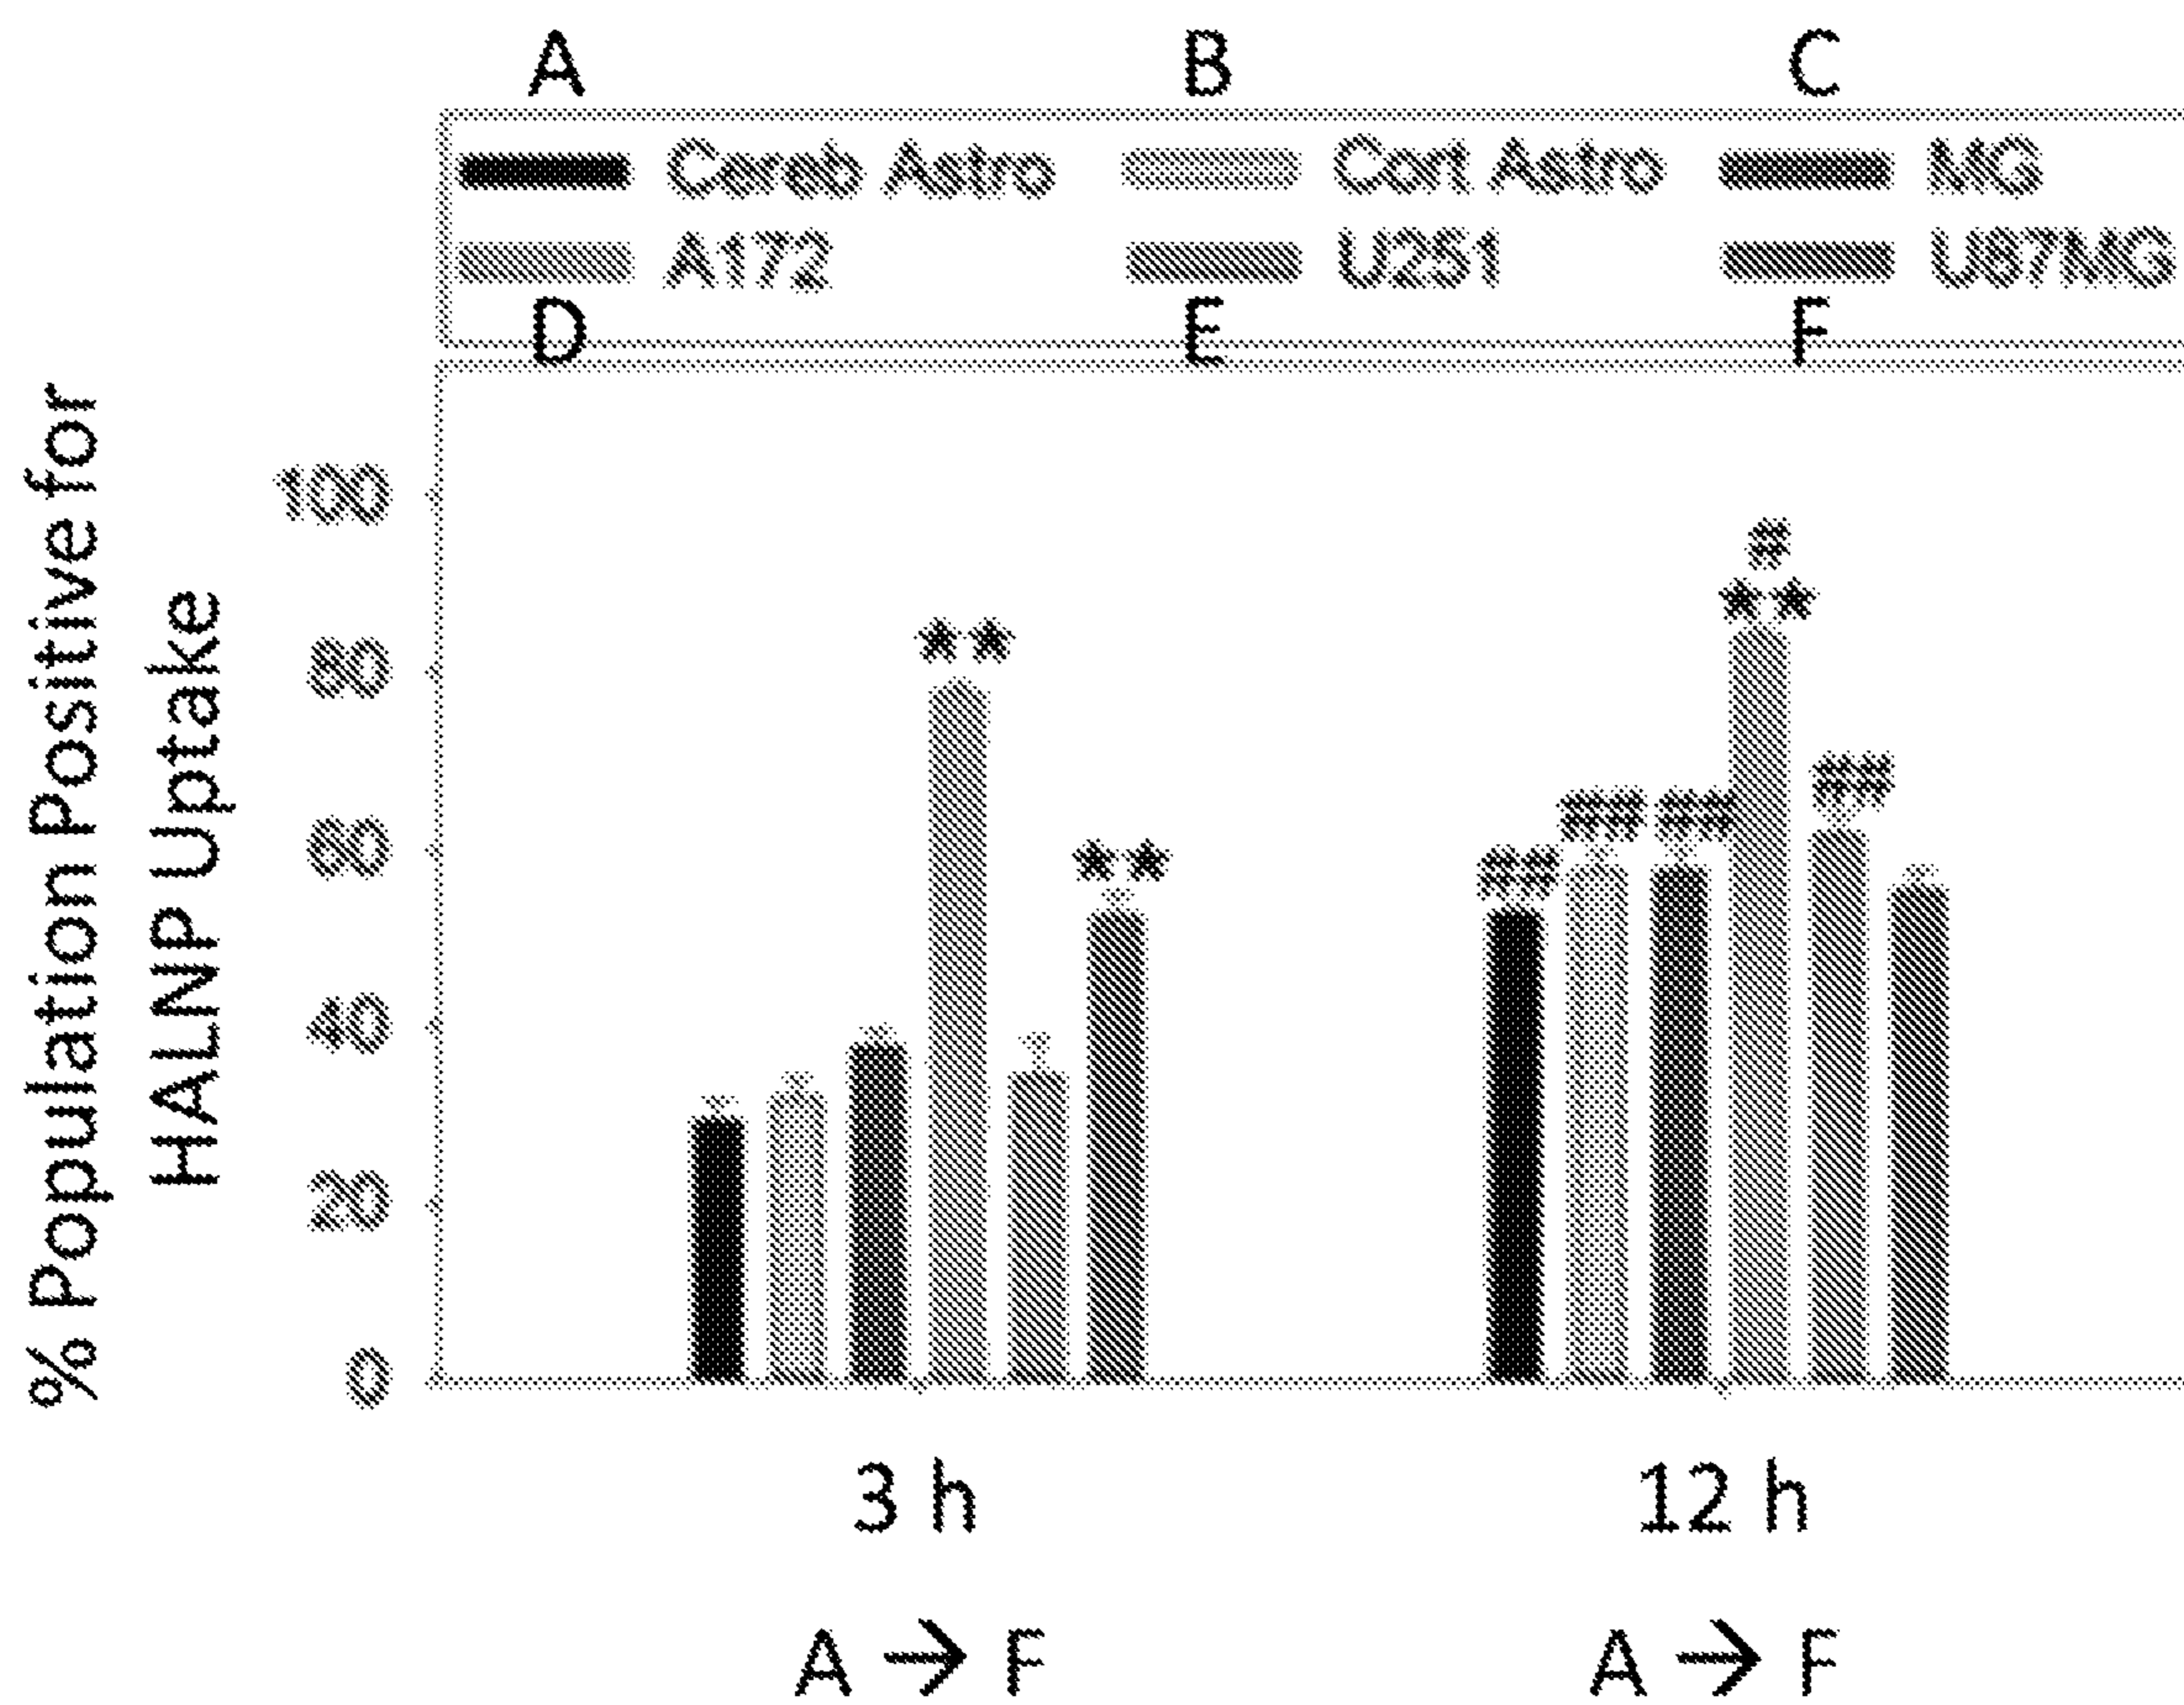 A B C
Cereb Astro Cort Astro MG
A172 U251 U87MG
D E F
% Population Positive for
HALNP Uptake
100
80
60
40
20
0
**
**
#
**
##
##
##
##
3 h 12 h
A → F A → F